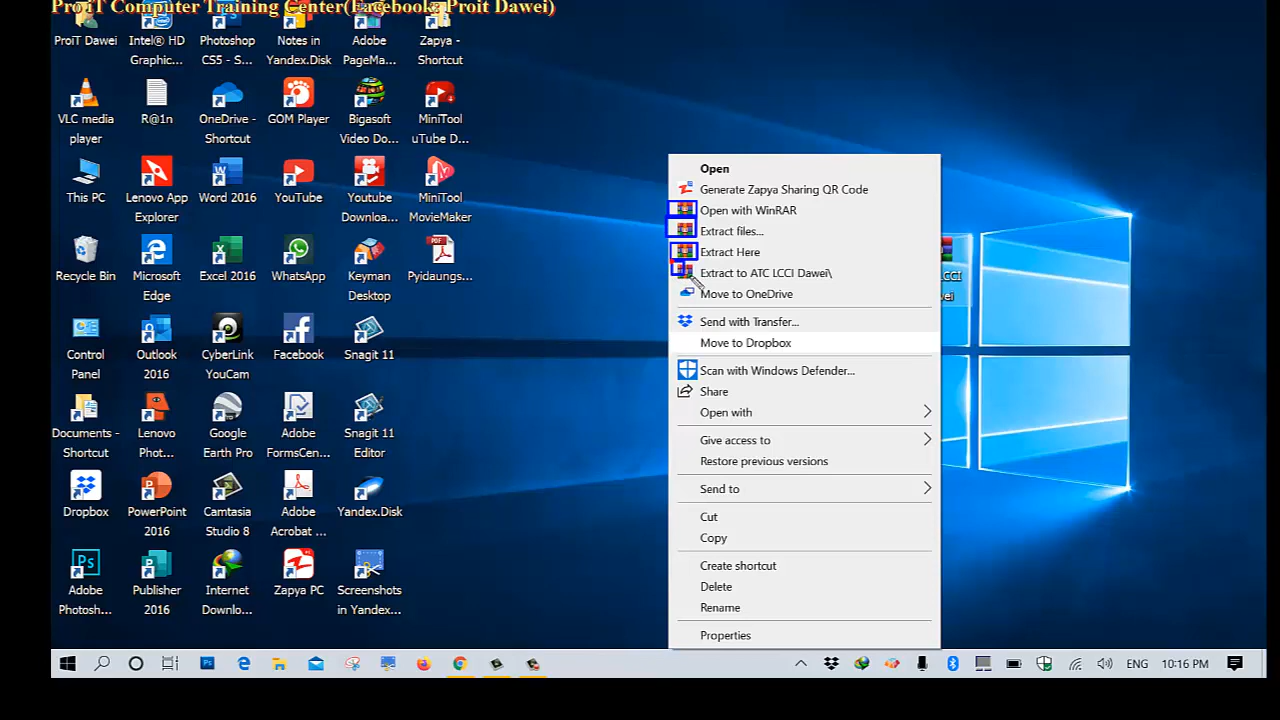 Pro iT Computer Training Center(Facebook: Proit Dawei)
ProiT Dawei
Intel® HD
Graphic...
Photoshop
CS5 - S...
Notes in
Yandex.Disk
Adobe
PageMa...
Zapya -
Shortcut
VLC media
player
R@1n
OneDrive -
Shortcut
GOM Player
Bigasoft
Video Do...
MiniTool
uTube D...
This PC
Lenovo App
Explorer
Word 2016
YouTube
Youtube
Downloa...
MiniTool
MovieMaker
Recycle Bin
Microsoft
Edge
Excel 2016
WhatsApp
Keyman
Desktop
PDF
Pyidaungs...
Control
Panel
Outlook
2016
CyberLink
YouCam
Facebook
Snagit 11
Documents -
Shortcut
Lenovo
Phot...
Google
Earth Pro
Adobe
FormsCen...
Snagit 11
Editor
Dropbox
PowerPoint
2016
Camtasia
Studio 8
Adobe
Acrobat ...
Yandex.Disk
Adobe
Photosh...
Publisher
2016
Internet
Downlo...
Zapya PC
Screenshots
in Yandex...
Open
Generate Zapya Sharing QR Code
Open with WinRAR
Extract files...
Extract Here
Extract to ATC LCCI Dawei\
Move to OneDrive
Send with Transfer...
Move to Dropbox
Scan with Windows Defender...
Share
Open with
Give access to
Restore previous versions
Send to
Cut
Copy
Create shortcut
Delete
Rename
Properties
LCCI
ENG
10:16 PM